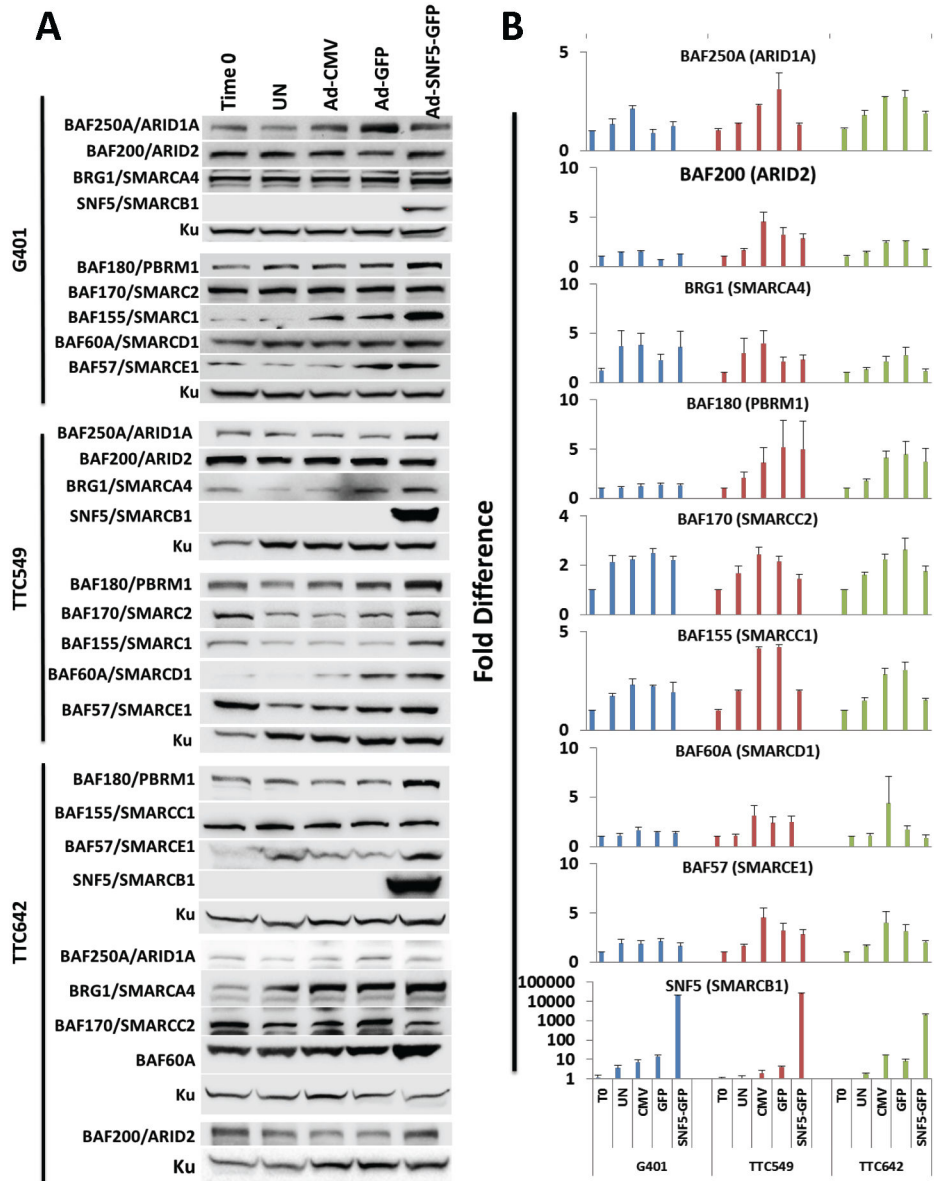 A
Time 0
UN
Ad-CMV
Ad-GFP
Ad-SNF5-GFP
G401
BAF250A/ARID1A
BAF200/ARID2
BRG1/SMARCA4
SNF5/SMARCB1
Ku
BAF180/PBRM1
BAF170/SMARC2
BAF155/SMARC1
BAF60A/SMARCD1
BAF57/SMARCE1
Ku
TTC549
BAF250A/ARID1A
BAF200/ARID2
BRG1/SMARCA4
SNF5/SMARCB1
Ku
BAF180/PBRM1
BAF170/SMARC2
BAF155/SMARC1
BAF60A/SMARCD1
BAF57/SMARCE1
Ku
TTC642
BAF180/PBRM1
BAF155/SMARCC1
BAF57/SMARCE1
SNF5/SMARCB1
Ku
BAF250A/ARID1A
BRG1/SMARCA4
BAF170/SMARCC2
BAF60A
Ku
BAF200/ARID2
Ku
B
Fold Difference
BAF250A (ARID1A)
5
0
BAF200 (ARID2)
10
5
0
BRG1 (SMARCA4)
10
5
0
BAF180 (PBRM1)
10
5
0
BAF170 (SMARCC2)
4
2
0
BAF155 (SMARCC1)
5
0
BAF60A (SMARCD1)
10
5
0
BAF57 (SMARCE1)
10
5
0
SNF5 (SMARCB1)
100000
10000
1000
100
10
1
T0
UN
CMV
GFP
SNF5-GFP
T0
UN
CMV
GFP
SNF5-GFP
T0
UN
CMV
GFP
SNF5-GFP
G401
TTC549
TTC642